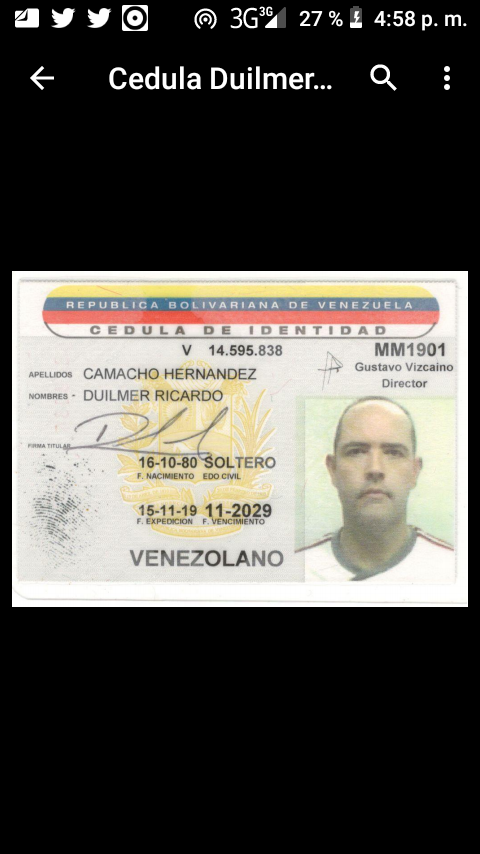 3G 3G 27 % 4:58 p. m.
Cedula Duilmer...
REPUBLICA BOLIVARIANA DE VENEZUELA
CEDULA DE IDENTIDAD
V 14.595.838
MM1901
Gustavo Vizcaino
Director
APELLIDOS CAMACHO HERNANDEZ
NOMBRES - DUILMER RICARDO
FIRMA TITULAR
16-10-80 SOLTERO
F. NACIMIENTO EDO CIVIL
15-11-19 11-2029
F. EXPEDICION F. VENCIMIENTO
VENEZOLANO